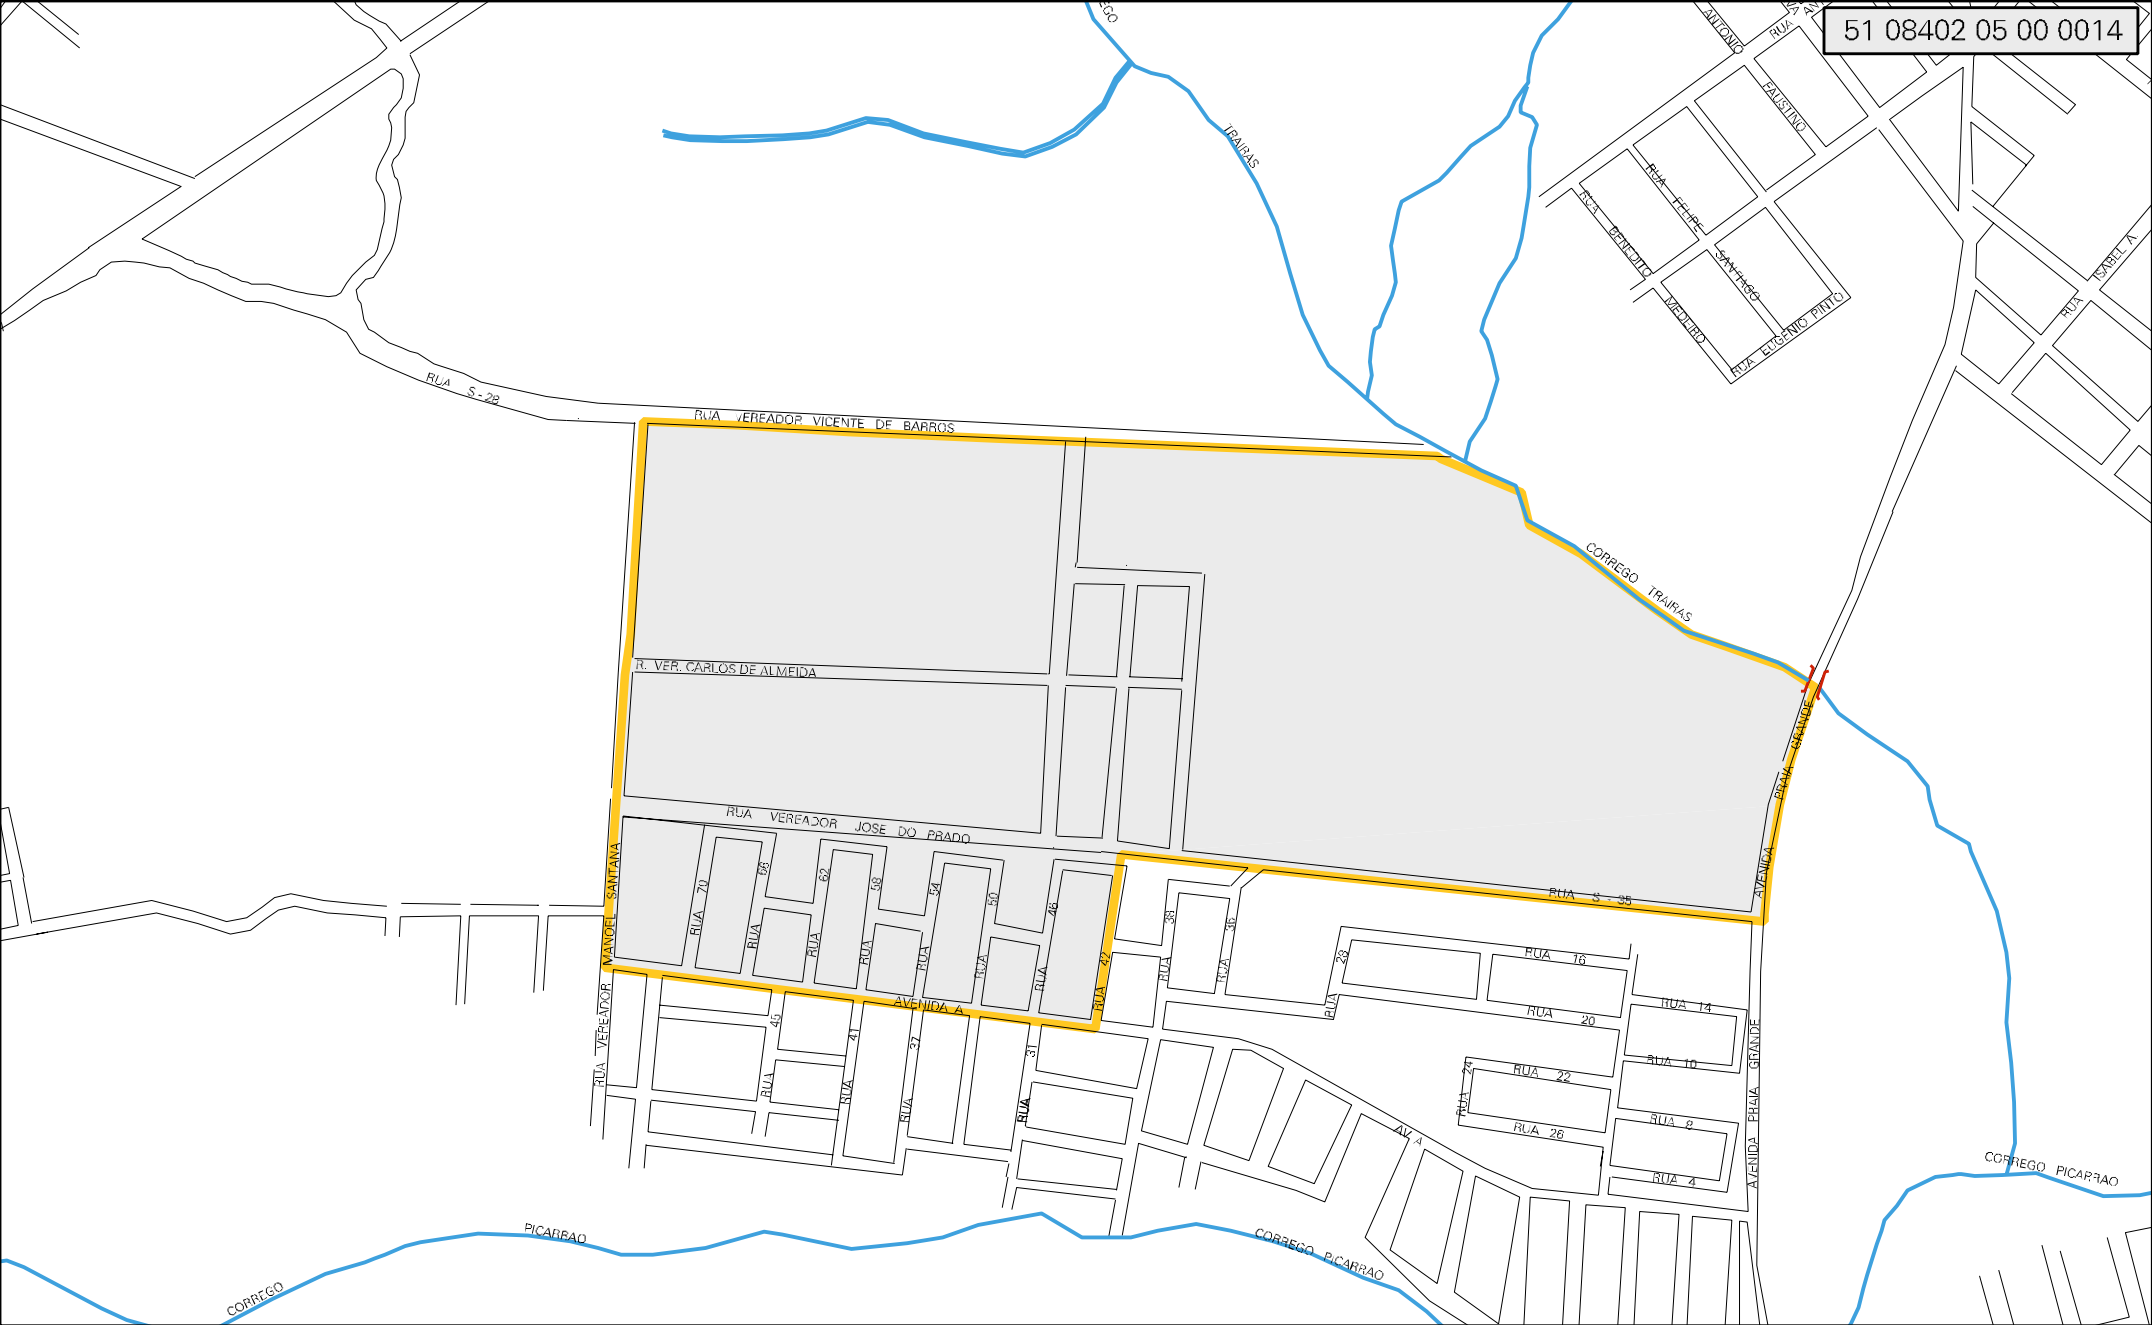 51 08402 05 00 0014
ANTONIO
RUA
FAUSTINO
TRAIRAS
RUA FELIPE SANTIAGO
RUA BENEDITO MEDEIRO
RUA EUGENIO PINTO
RUA ISABEL A.
RUA S - 28
RUA VEREADOR VICENTE DE BARROS
CORREGO TRAIRAS
R. VER. CARLOS DE ALMEIDA
AVENIDA PRAIA GRANDE
RUA VEREADOR JOSE DO PRADO
RUA VEREADOR MANOEL SANTANA
RUA 70
RUA 66
RUA 62
RUA 58
RUA 54
RUA 50
RUA 46
RUA 42
RUA 38
RUA 36
RUA 28
RUA S - 35
AVENIDA A
RUA 16
RUA 20
RUA 14
RUA 10
RUA 22
RUA 24
RUA 26
RUA 8
RUA 4
RUA 45
RUA 41
RUA 37
RUA 31
AV A
AVENIDA PRAIA GRANDE
CORREGO PICARRAO
CORREGO PICARRAO
CORREGO PICARRAO